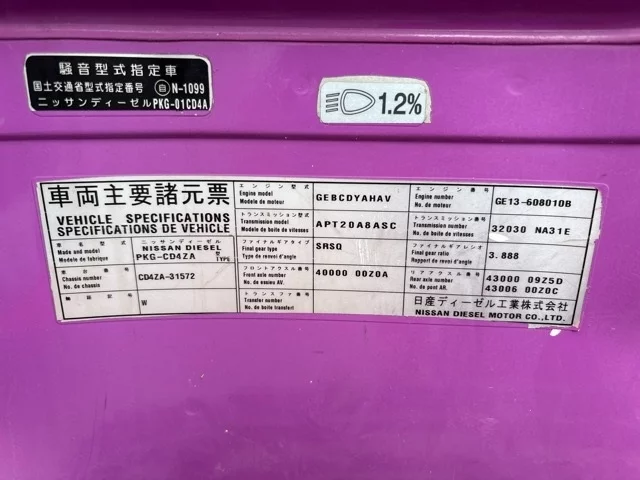 騒音型式指定車
国土交通省型式指定番号 自 N-1099
ニッサンディーゼル PKG-01CD4A
1.2%
車両主要諸元票
VEHICLE SPECIFICATIONS
SPECIFICATIONS DE VEHICLE
車名型式
Make and model
Modele de fabrique
ニッサンディーゼル
NISSAN DIESEL
PKG-CD4ZA 型 TYPE
車台番号
Chassis number
No. de chassis
CD4ZA-31572
W
エンジン型式
Engine model
Modele de moteur
GEBCDYAHAV
トランスミッション型式
Transmission model
Modele de boite de vitesses
APT20A8ASC
ファイナルギアタイプ
Final gear type
Type de renvoi d'angle
SRSQ
フロントアクスル番号
Front axle number
No. de essieu AV.
40000 00Z0A
トランスファ番号
Transfer number
エンジン番号
Engine number
No. de moteur
GE13-608010B
トランスミッション番号
Transmission number
No. de boite de vitesses
32030 NA31E
ファイナルギアレシオ
Final gear ratio
Rapport de renvoi d'angle
3.888
リアアクスル番号
Rear axle number
No. de pont AR.
43000 09Z5D
43006 00Z0C
日産ディーゼル工業株式会社
NISSAN DIESEL MOTOR CO.,LTD.